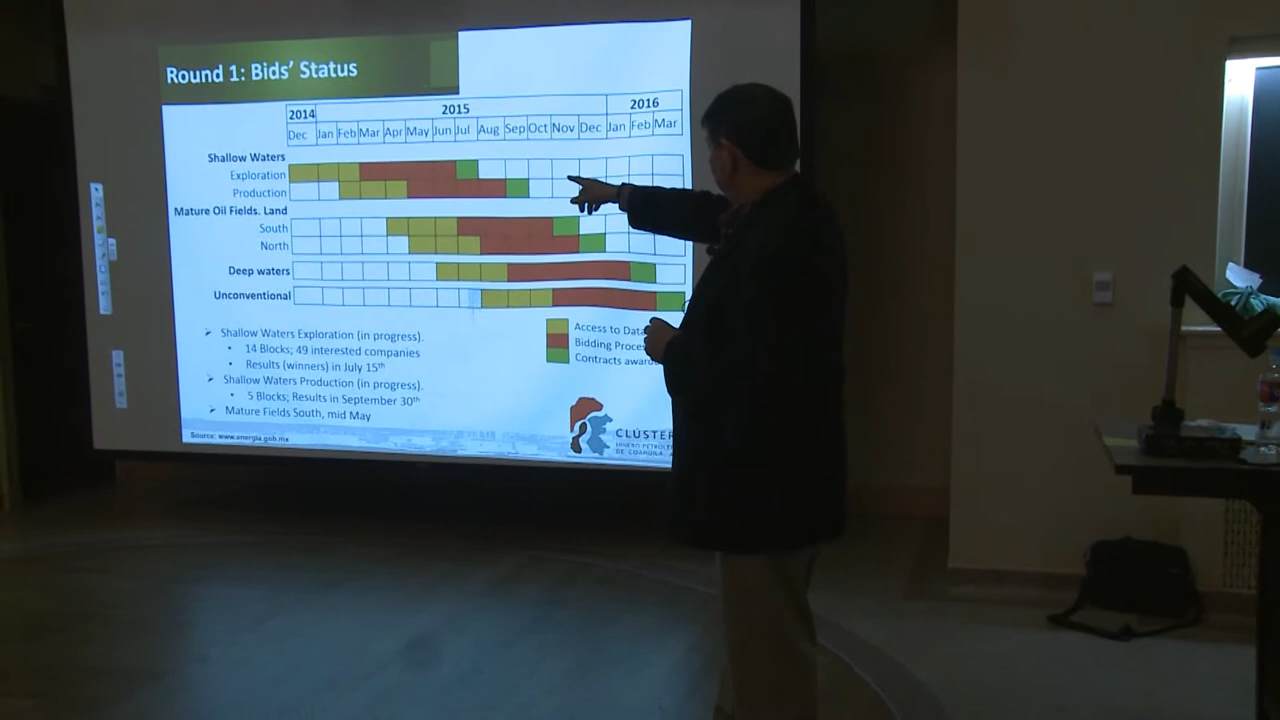 Round 1: Bids' Status
2014 2015 2016
Dec Jan Feb Mar Apr May Jun Jul Aug Sep Oct Nov Dec Jan Feb Mar
Shallow Waters
Exploration
Production
Mature Oil Fields. Land
South
North
Deep waters
Unconventional
Access to Data
Bidding Proce
Contracts award
➢ Shallow Waters Exploration (in progress).
• 14 Blocks; 49 interested companies
• Results (winners) in July 15th
➢ Shallow Waters Production (in progress).
• 5 Blocks; Results in September 30th
➢ Mature Fields South, mid May
CLÚSTER
MINERO PETROLE
DE COAHUILA
Source: www.energia.gob.mx